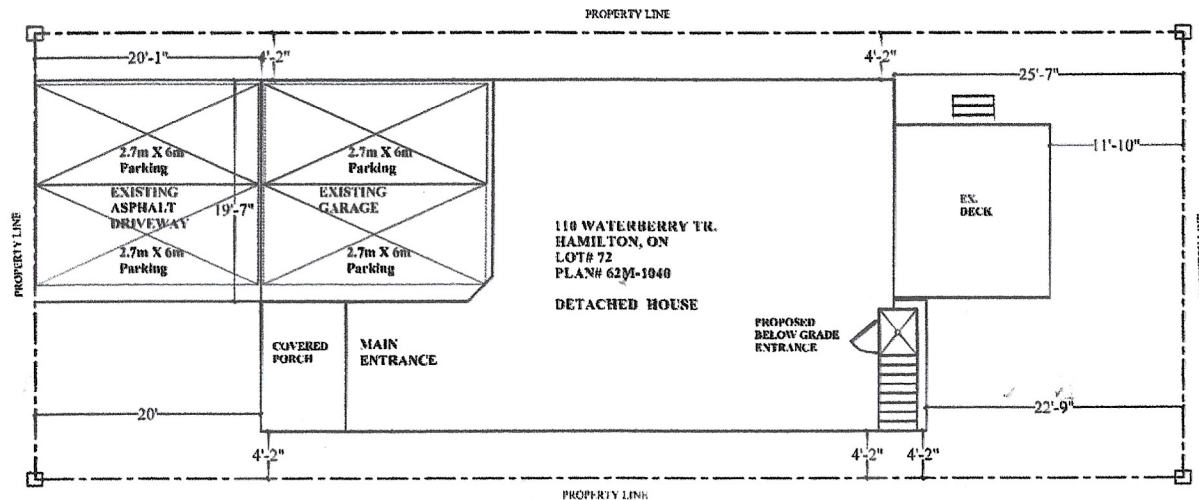 PROPERTY LINE
20'-1"
4'-2"
4'-2"
25'-7"
11'-10"
2.7m X 6m
Parking
2.7m X 6m
Parking
EXISTING
ASPHALT
DRIVEWAY
19'-7"
EXISTING
GARAGE
2.7m X 6m
Parking
2.7m X 6m
Parking
PROPERTY LINE
110 WATERBERRY TR.
HAMILTON, ON
LOT# 72
PLAN# 62M-1040
DETACHED HOUSE
EX.
DECK
COVERED
PORCH
MAIN
ENTRANCE
PROPOSED
BELOW GRADE
ENTRANCE
20'
22'-9"
4'-2"
4'-2"
4'-2"
PROPERTY LINE